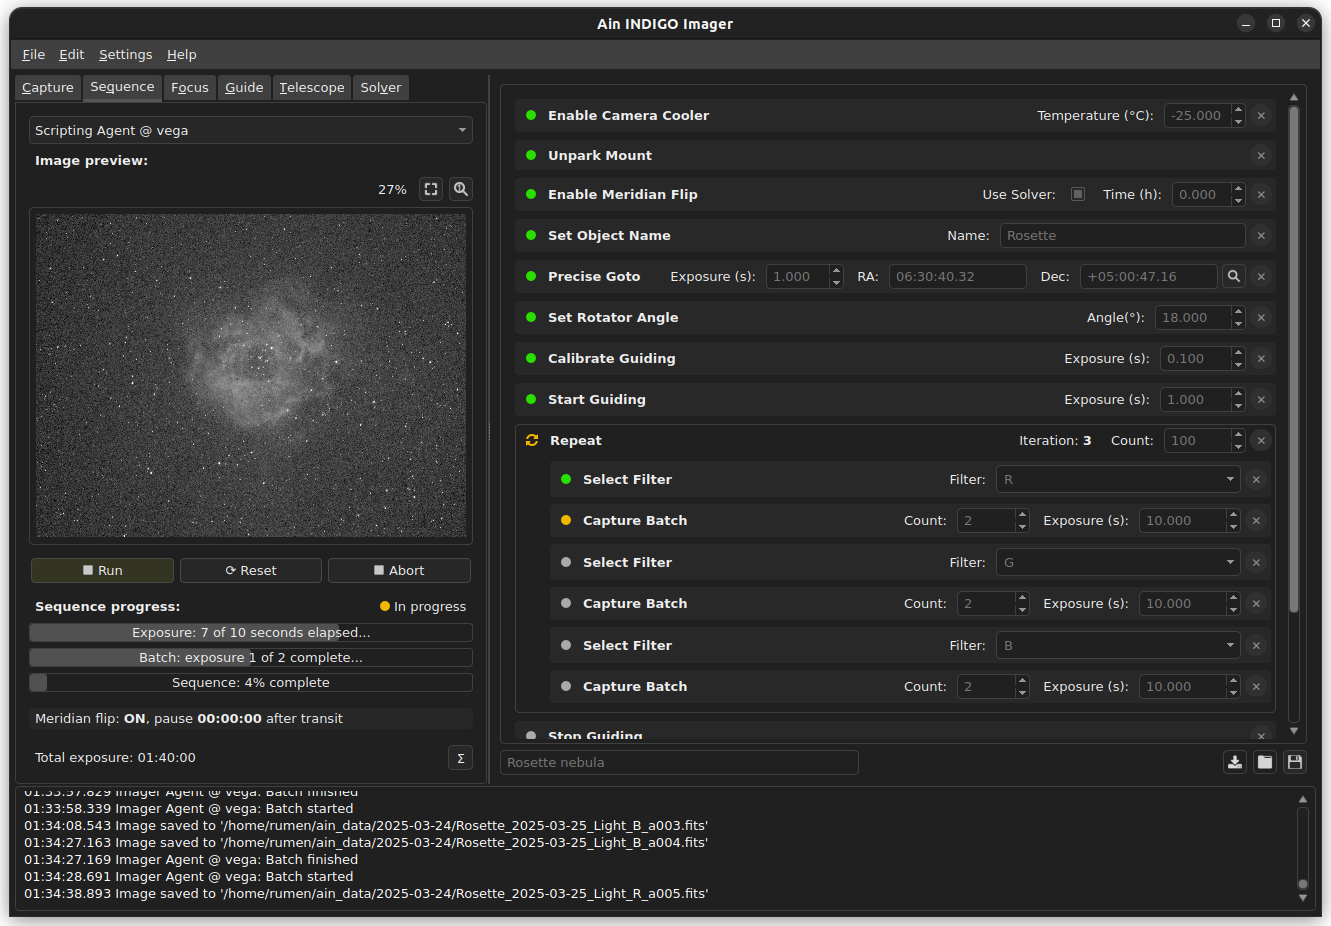 Ain INDIGO Imager
File Edit Settings Help
Capture Sequence Focus Guide Telescope Solver
Scripting Agent @ vega
Image preview:
27%
Run Reset Abort
Sequence progress: In progress
Exposure: 7 of 10 seconds elapsed...
Batch: exposure 1 of 2 complete...
Sequence: 4% complete
Meridian flip: ON, pause 00:00:00 after transit
Total exposure: 01:40:00 Σ
Enable Camera Cooler Temperature (°C): -25.000
Unpark Mount
Enable Meridian Flip Use Solver: Time (h): 0.000
Set Object Name Name: Rosette
Precise Goto Exposure (s): 1.000 RA: 06:30:40.32 Dec: +05:00:47.16
Set Rotator Angle Angle(°): 18.000
Calibrate Guiding Exposure (s): 0.100
Start Guiding Exposure (s): 1.000
Repeat Iteration: 3 Count: 100
Select Filter Filter: R
Capture Batch Count: 2 Exposure (s): 10.000
Select Filter Filter: G
Capture Batch Count: 2 Exposure (s): 10.000
Select Filter Filter: B
Capture Batch Count: 2 Exposure (s): 10.000
Stop Guiding
Rosette nebula
01:33:57.829 Imager Agent @ vega: Batch finished
01:33:58.339 Imager Agent @ vega: Batch started
01:34:08.543 Image saved to '/home/rumen/ain_data/2025-03-24/Rosette_2025-03-25_Light_B_a003.fits'
01:34:27.163 Image saved to '/home/rumen/ain_data/2025-03-24/Rosette_2025-03-25_Light_B_a004.fits'
01:34:27.169 Imager Agent @ vega: Batch finished
01:34:28.691 Imager Agent @ vega: Batch started
01:34:38.893 Image saved to '/home/rumen/ain_data/2025-03-24/Rosette_2025-03-25_Light_R_a005.fits'